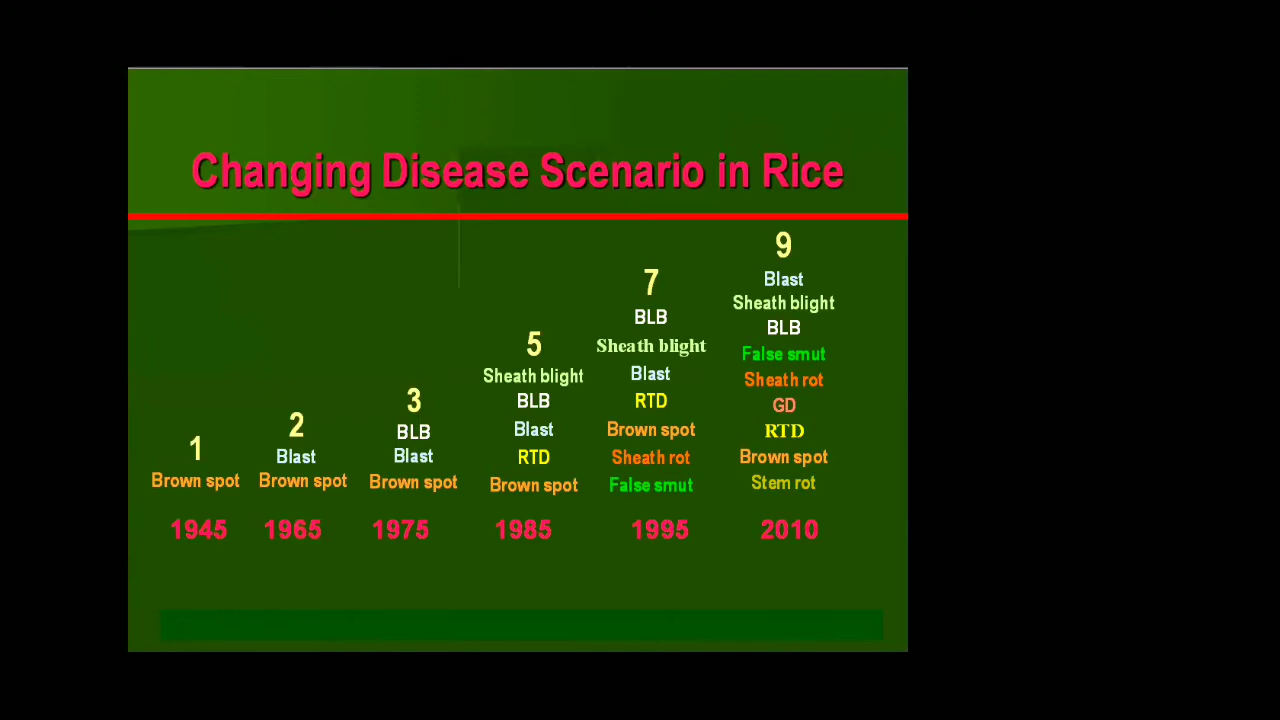 Changing Disease Scenario in Rice
1
Brown spot
1945
2
Blast
Brown spot
1965
3
BLB
Blast
Brown spot
1975
5
Sheath blight
BLB
Blast
RTD
Brown spot
1985
7
BLB
Sheath blight
Blast
RTD
Brown spot
Sheath rot
False smut
1995
9
Blast
Sheath blight
BLB
False smut
Sheath rot
GD
RTD
Brown spot
Stem rot
2010